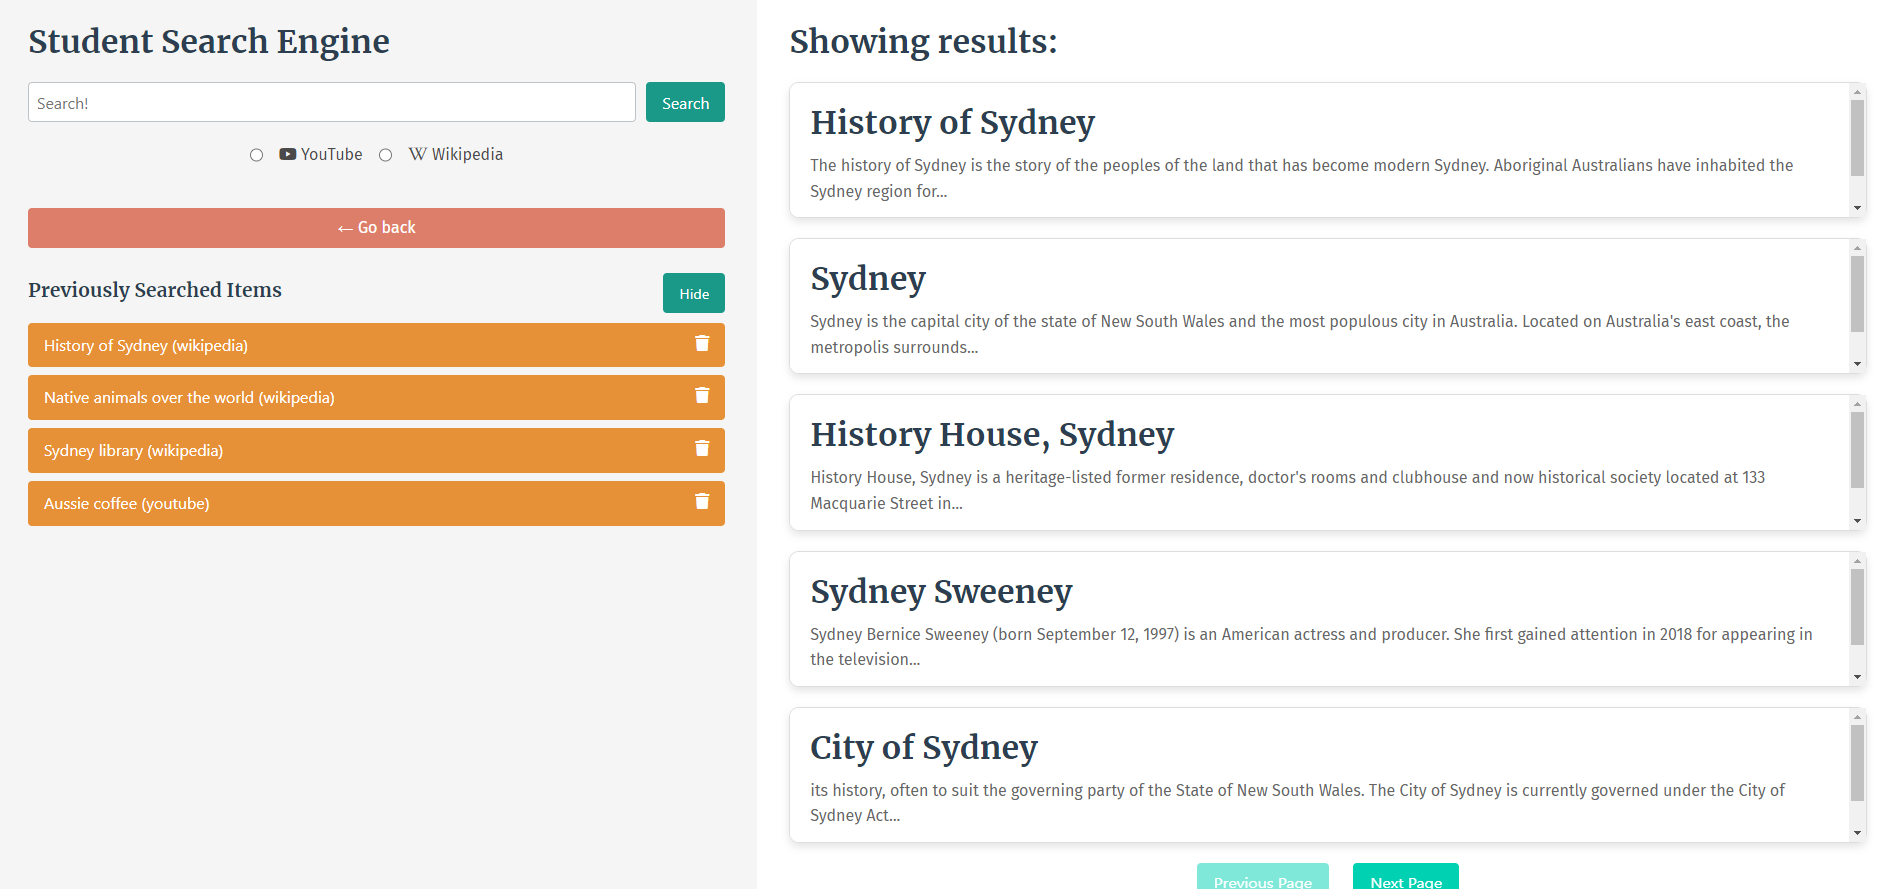 Student Search Engine
Search!
Search
YouTube
W Wikipedia
← Go back
Previously Searched Items
Hide
History of Sydney (wikipedia)
Native animals over the world (wikipedia)
Sydney library (wikipedia)
Aussie coffee (youtube)
Showing results:
History of Sydney
The history of Sydney is the story of the peoples of the land that has become modern Sydney. Aboriginal Australians have inhabited the
Sydney region for...
Sydney
Sydney is the capital city of the state of New South Wales and the most populous city in Australia. Located on Australia's east coast, the
metropolis surrounds...
History House, Sydney
History House, Sydney is a heritage-listed former residence, doctor's rooms and clubhouse and now historical society located at 133
Macquarie Street in...
Sydney Sweeney
Sydney Bernice Sweeney (born September 12, 1997) is an American actress and producer. She first gained attention in 2018 for appearing in
the television...
City of Sydney
its history, often to suit the governing party of the State of New South Wales. The City of Sydney is currently governed under the City of
Sydney Act...
Previous Page
Next Page